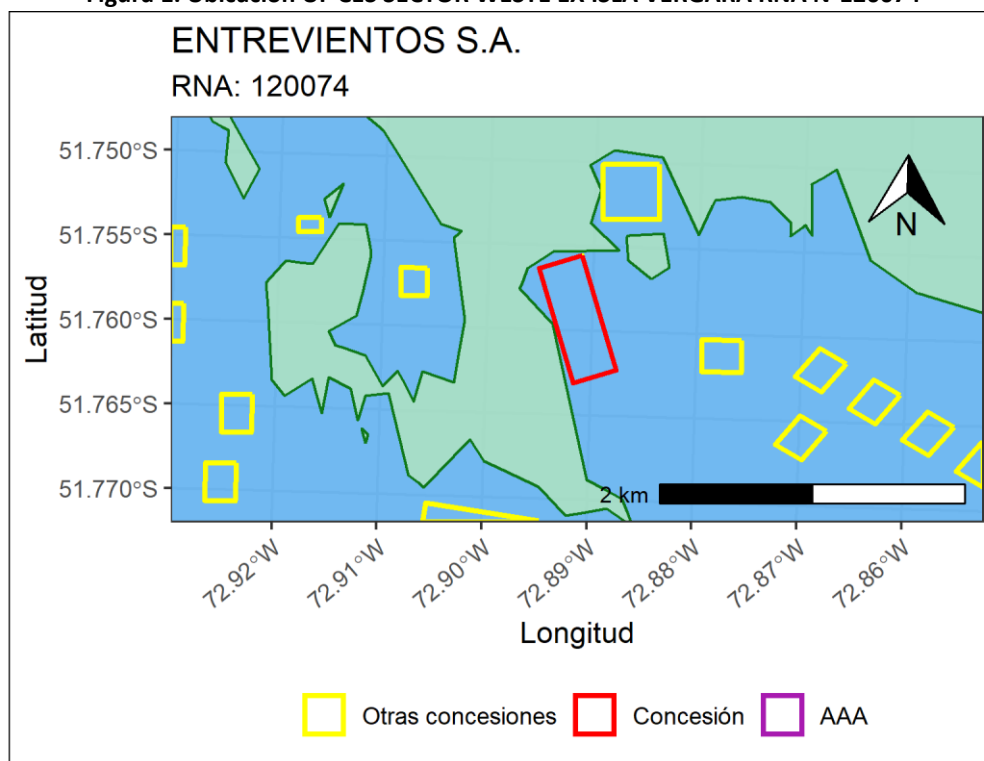 ENTREVIENTOS S.A.
RNA: 120074
51.750°S
51.755°S
51.760°S
51.765°S
51.770°S
Latitud
N
2 km
72.92°W
72.91°W
72.90°W
72.89°W
72.88°W
72.87°W
72.86°W
Longitud
Otras concesiones
Concesión
AAA